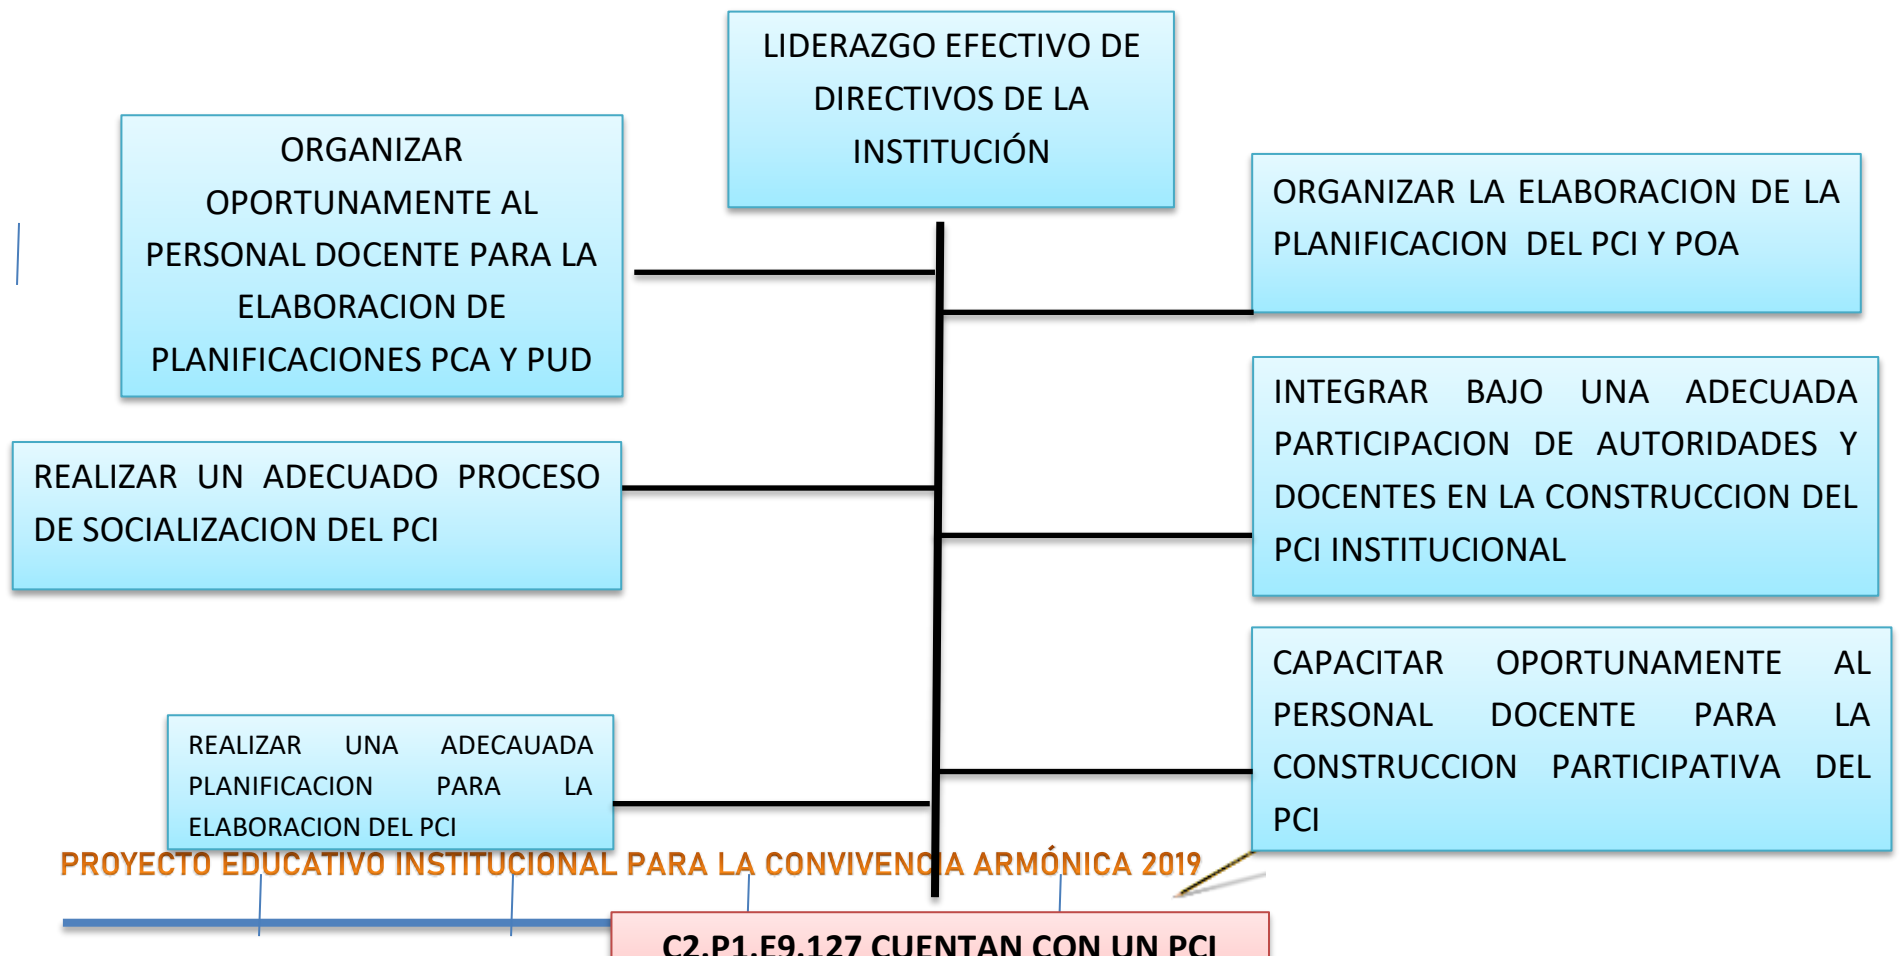 LIDERAZGO EFECTIVO DE
DIRECTIVOS DE LA
INSTITUCIÓN
ORGANIZAR
OPORTUNAMENTE AL
PERSONAL DOCENTE PARA LA
ELABORACION DE
PLANIFICACIONES PCA Y PUD
ORGANIZAR LA ELABORACION DE LA
PLANIFICACION DEL PCI Y POA
REALIZAR UN ADECUADO PROCESO
DE SOCIALIZACION DEL PCI
INTEGRAR BAJO UNA ADECUADA
PARTICIPACION DE AUTORIDADES Y
DOCENTES EN LA CONSTRUCCION DEL
PCI INSTITUCIONAL
REALIZAR UNA ADECAUADA
PLANIFICACION PARA LA
ELABORACION DEL PCI
CAPACITAR OPORTUNAMENTE AL
PERSONAL DOCENTE PARA LA
CONSTRUCCION PARTICIPATIVA DEL
PCI
PROYECTO EDUCATIVO INSTITUCIONAL PARA LA CONVIVENCIA ARMÓNICA 2019
C2.P1.E9.127 CUENTAN CON UN PCI